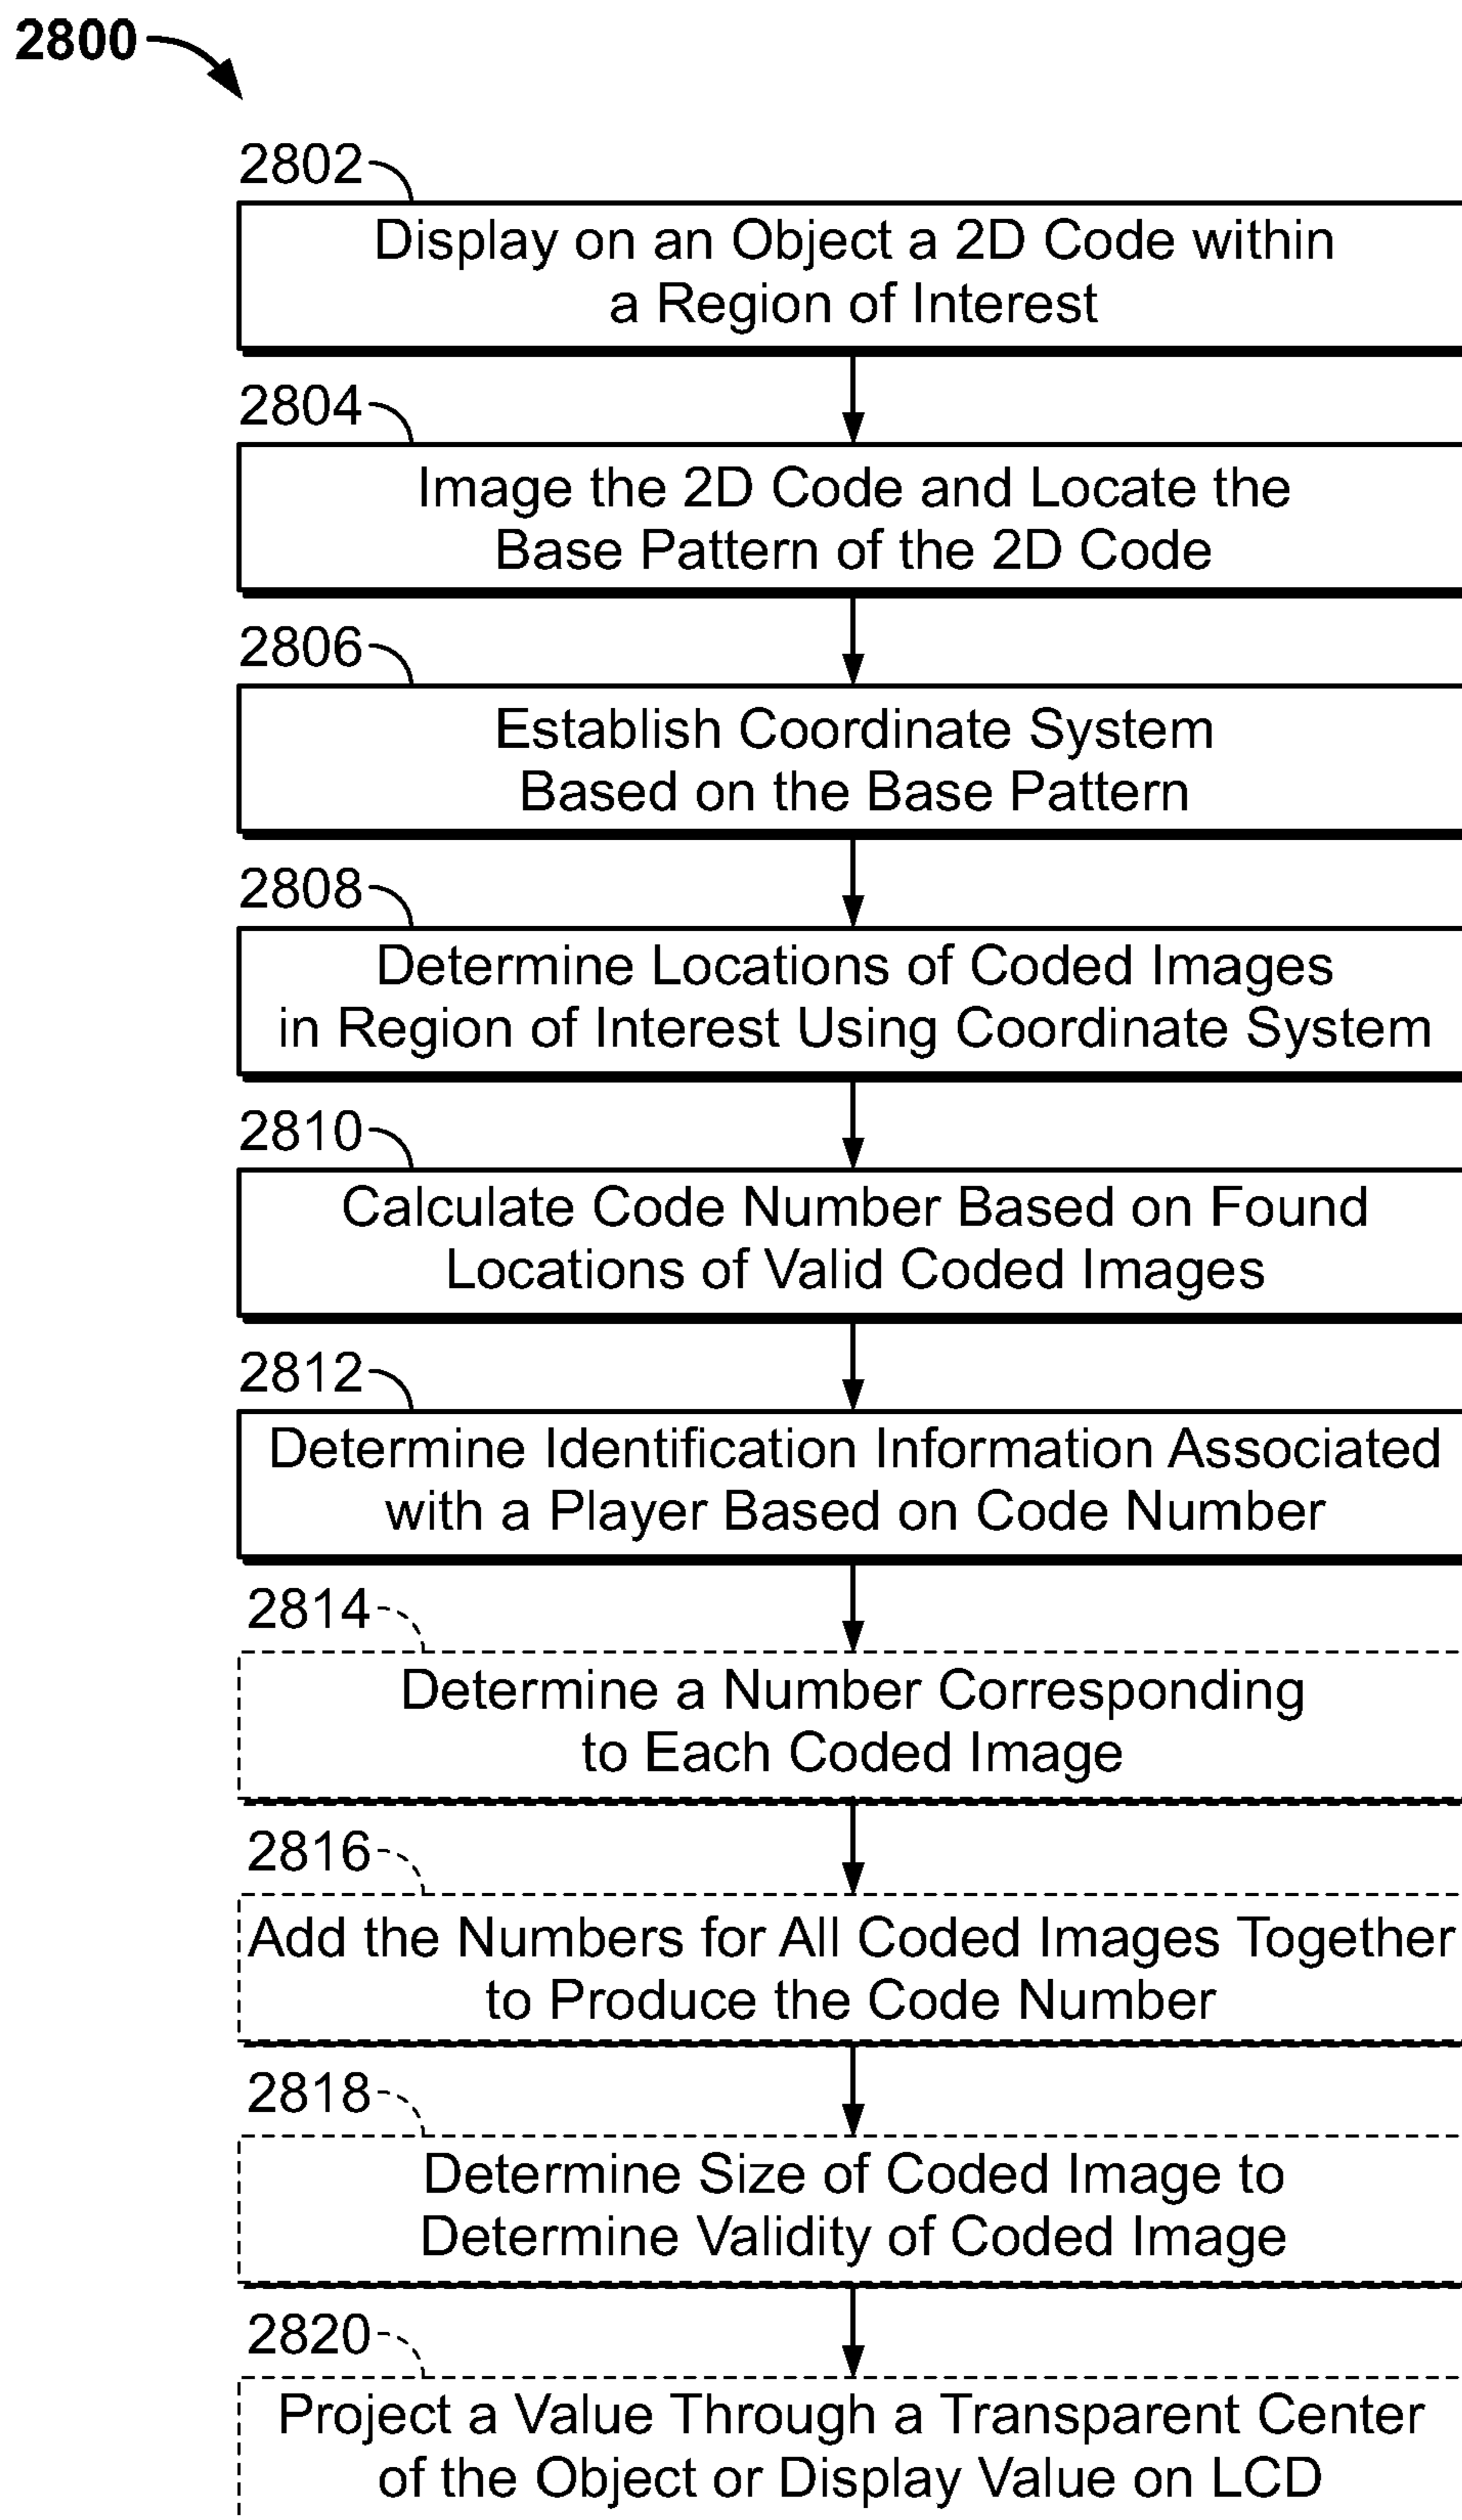 2800
2802
Display on an Object a 2D Code within
a Region of Interest
2804
Image the 2D Code and Locate the
Base Pattern of the 2D Code
2806
Establish Coordinate System
Based on the Base Pattern
2808
Determine Locations of Coded Images
in Region of Interest Using Coordinate System
2810
Calculate Code Number Based on Found
Locations of Valid Coded Images
2812
Determine Identification Information Associated
with a Player Based on Code Number
2814
Determine a Number Corresponding
to Each Coded Image
2816
Add the Numbers for All Coded Images Together
to Produce the Code Number
2818
Determine Size of Coded Image to
Determine Validity of Coded Image
2820
Project a Value Through a Transparent Center
of the Object or Display Value on LCD